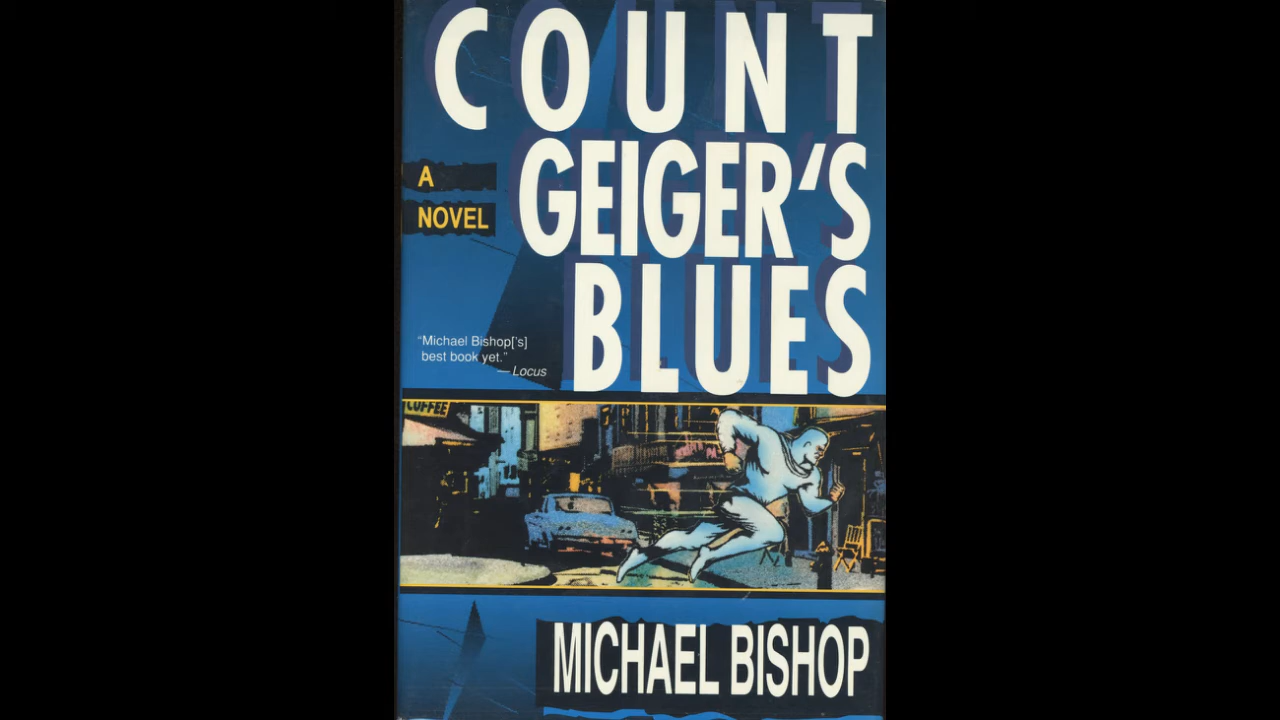 COUNT
GEIGER'S
BLUES
A
NOVEL
"Michael Bishop['s]
best book yet."
— Locus
COFFEE
MICHAEL BISHOP